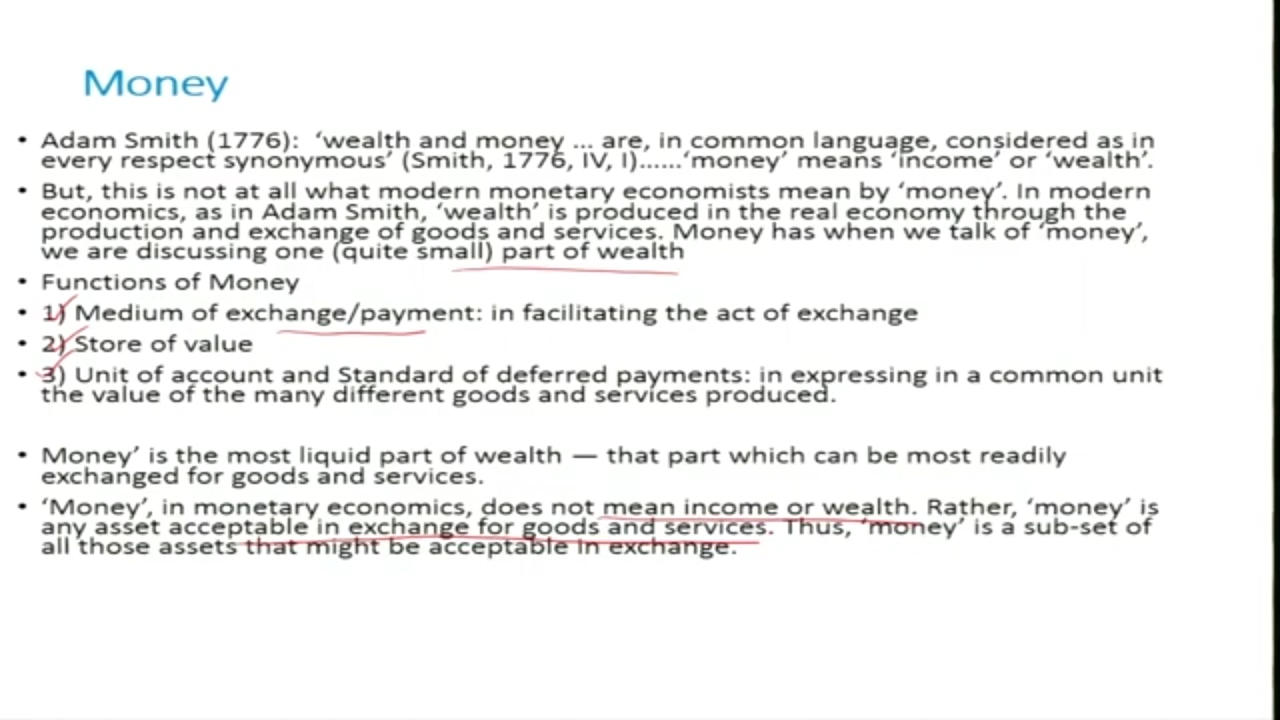 Money
• Adam Smith (1776): ‘wealth and money ... are, in common language, considered as in
every respect synonymous’ (Smith, 1776, IV, I)......‘money’ means ‘income’ or ‘wealth’.
• But, this is not at all what modern monetary economists mean by ‘money’. In modern
economics, as in Adam Smith, ‘wealth’ is produced in the real economy through the
production and exchange of goods and services. Money has when we talk of ‘money’,
we are discussing one (quite small) part of wealth
• Functions of Money
• 1) Medium of exchange/payment: in facilitating the act of exchange
• 2) Store of value
• 3) Unit of account and Standard of deferred payments: in expressing in a common unit
the value of the many different goods and services produced.
• Money’ is the most liquid part of wealth — that part which can be most readily
exchanged for goods and services.
• ‘Money’, in monetary economics, does not mean income or wealth. Rather, ‘money’ is
any asset acceptable in exchange for goods and services. Thus, ‘money’ is a sub-set of
all those assets that might be acceptable in exchange.